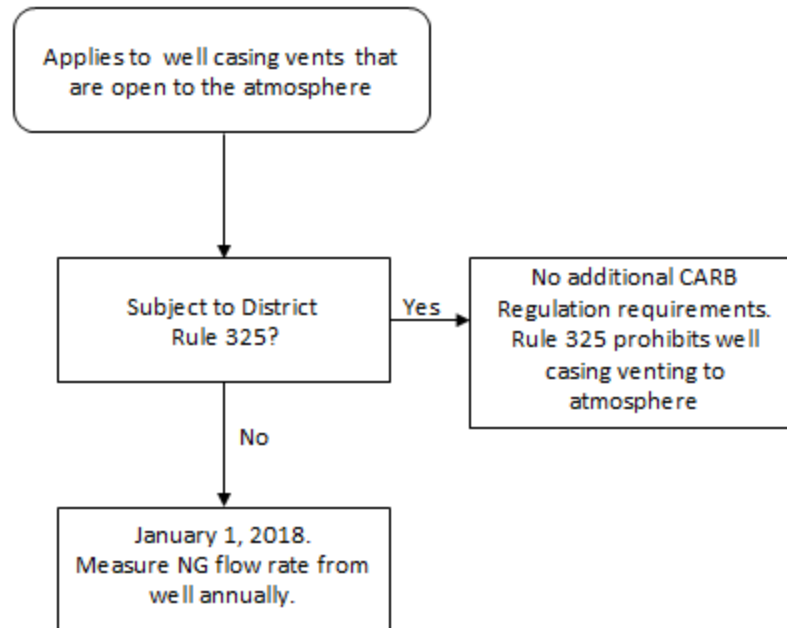 Applies to well casing vents that
are open to the atmosphere
Subject to District
Rule 325?
Yes
No additional CARB
Regulation requirements.
Rule 325 prohibits well
casing venting to
atmosphere
No
January 1, 2018.
Measure NG flow rate from
well annually.